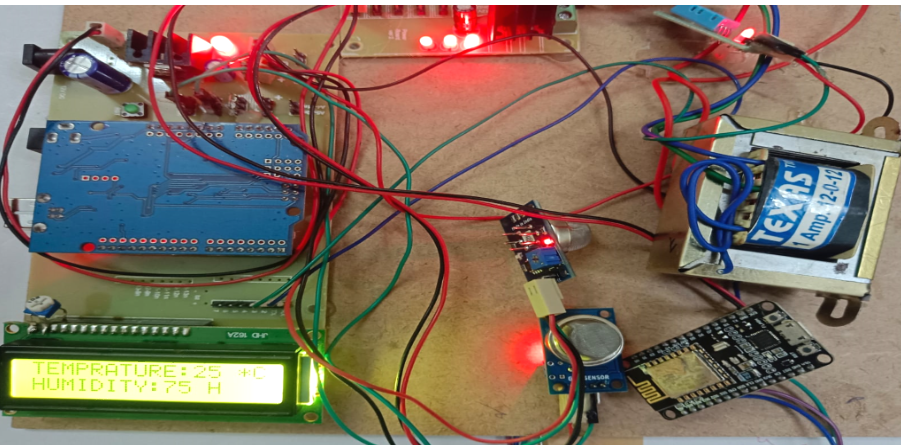 TEXAS
1 Amp. 12-0-12
JHD 162A
TEMPRATURE:25 *C
HUMIDITY:75 H
SENSOR